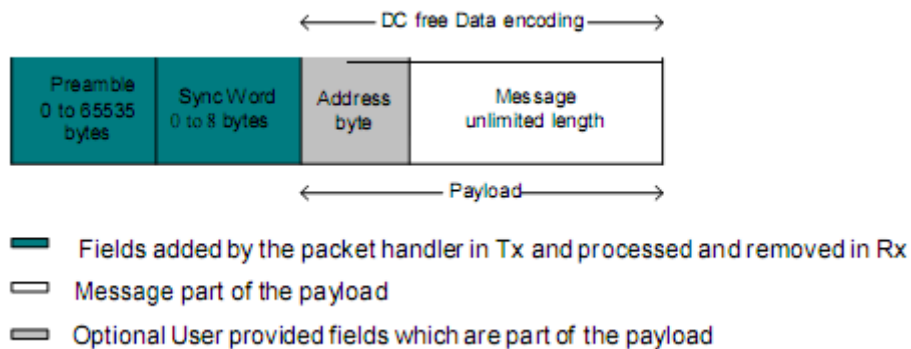 DC free Data encoding
Preamble
0 to 65535
bytes
Sync Word
0 to 8 bytes
Address
byte
Message
unlimited length
Payload
Fields added by the packet handler in Tx and processed and removed in Rx
Message part of the payload
Optional User provided fields which are part of the payload